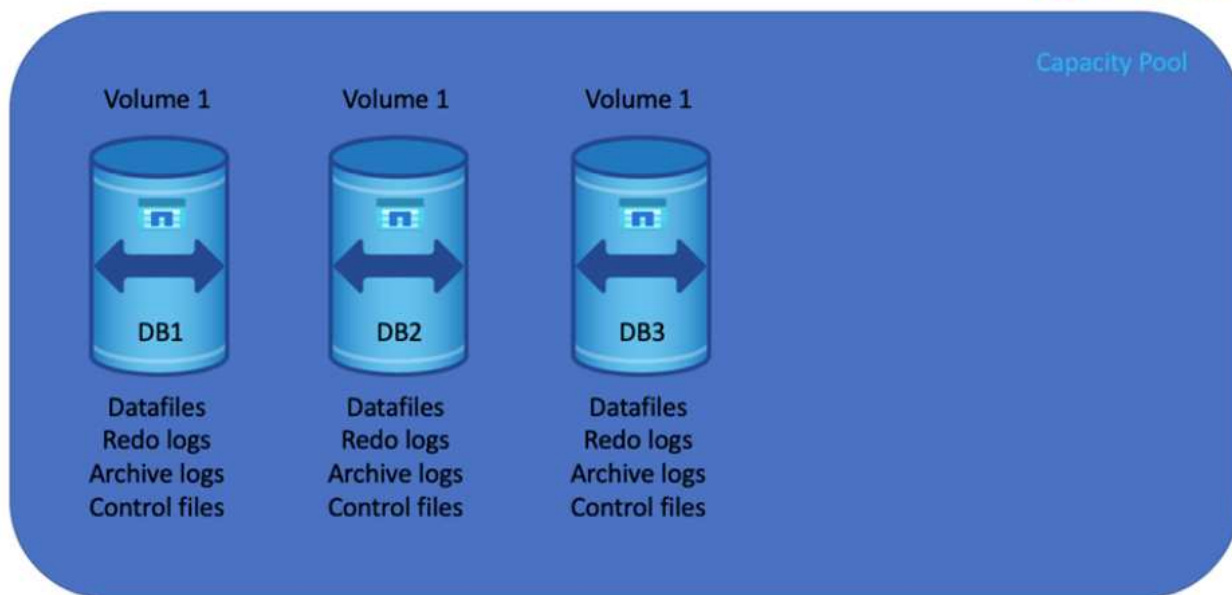 Capacity Pool
Volume 1
Volume 1
Volume 1
DB1
DB2
DB3
Datafiles
Redo logs
Archive logs
Control files
Datafiles
Redo logs
Archive logs
Control files
Datafiles
Redo logs
Archive logs
Control files